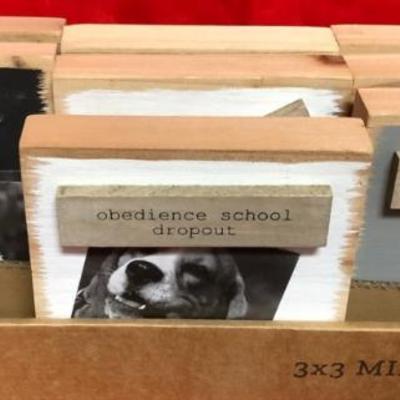 obedience school
dropout
3x3 MI